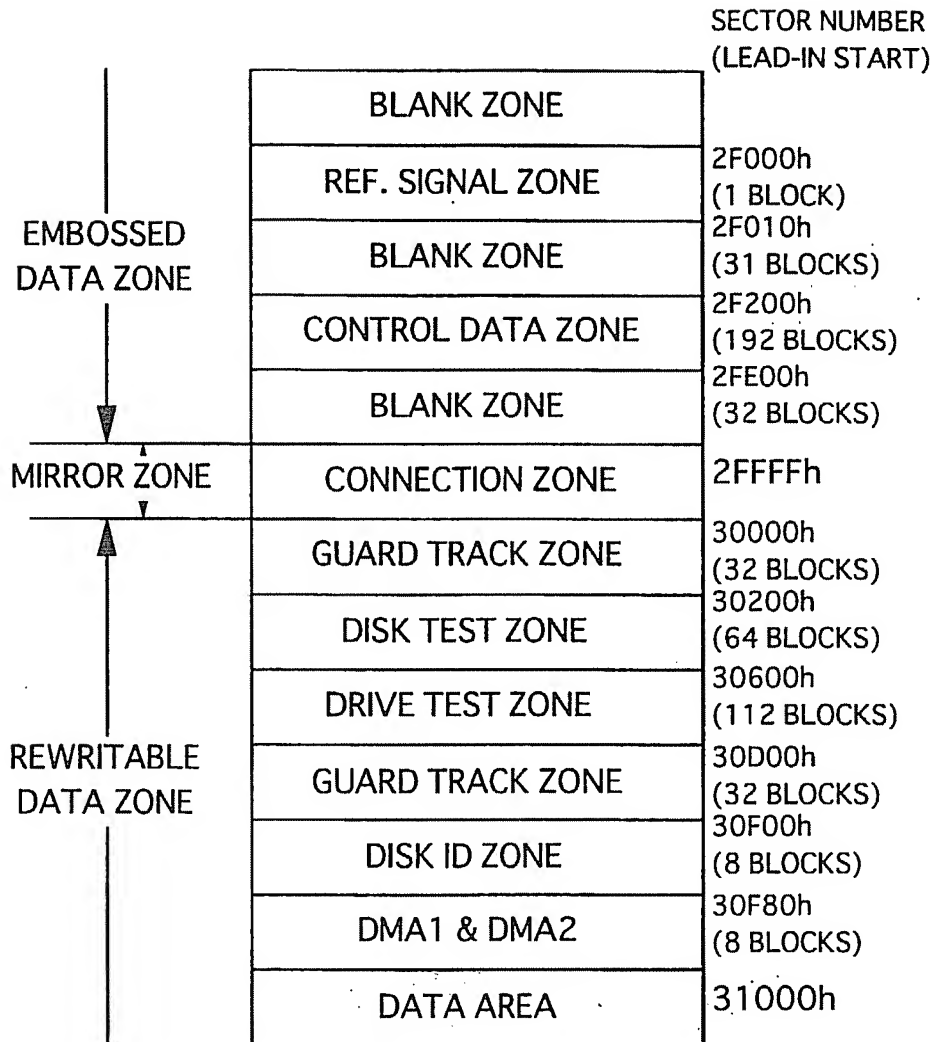 SECTOR NUMBER
(LEAD-IN START)
BLANK ZONE
REF. SIGNAL ZONE
2F000h
(1 BLOCK)
EMBOSSED
DATA ZONE
BLANK ZONE
2F010h
(31 BLOCKS)
CONTROL DATA ZONE
2F200h
(192 BLOCKS)
BLANK ZONE
2FE00h
(32 BLOCKS)
MIRROR ZONE
CONNECTION ZONE
2FFFFh
GUARD TRACK ZONE
30000h
(32 BLOCKS)
DISK TEST ZONE
30200h
(64 BLOCKS)
DRIVE TEST ZONE
30600h
(112 BLOCKS)
REWRITABLE
DATA ZONE
GUARD TRACK ZONE
30D00h
(32 BLOCKS)
DISK ID ZONE
30F00h
(8 BLOCKS)
DMA1 & DMA2
30F80h
(8 BLOCKS)
DATA AREA
31000h